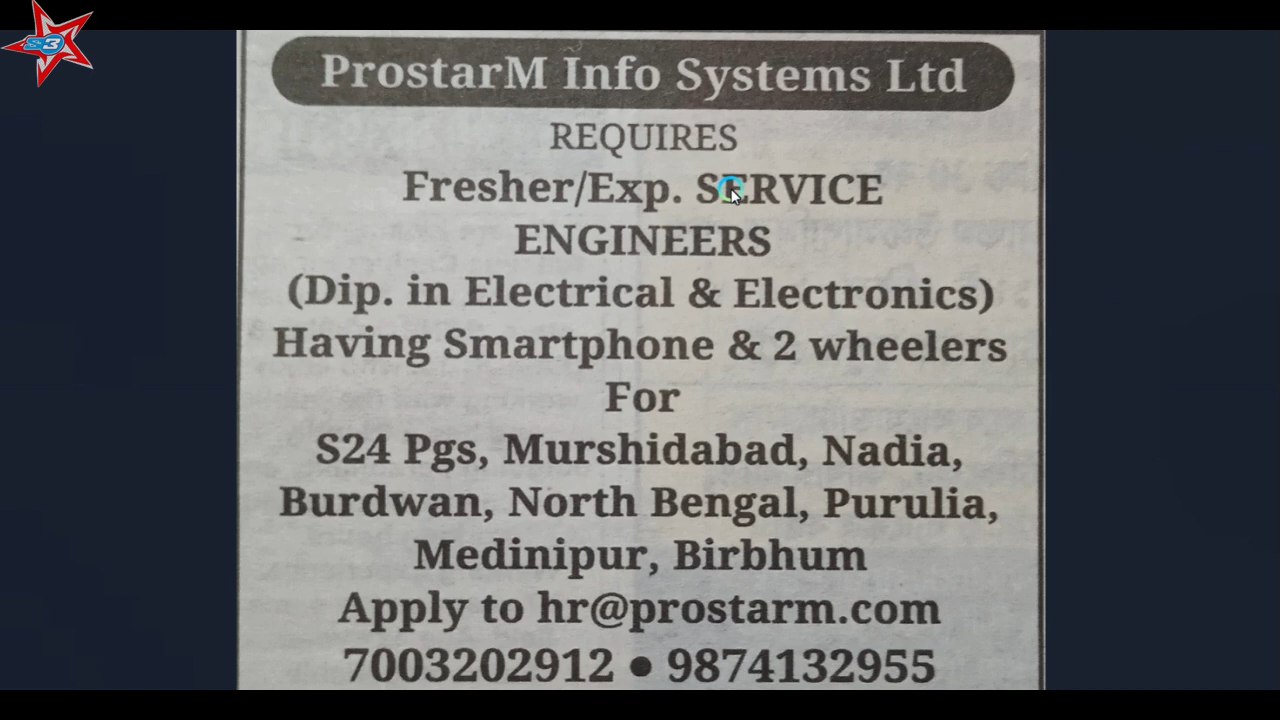 S3
ProstarM Info Systems Ltd
REQUIRES
Fresher/Exp. SERVICE
ENGINEERS
(Dip. in Electrical & Electronics)
Having Smartphone & 2 wheelers
For
S24 Pgs, Murshidabad, Nadia,
Burdwan, North Bengal, Purulia,
Medinipur, Birbhum
Apply to hr@prostarm.com
7003202912 ● 9874132955